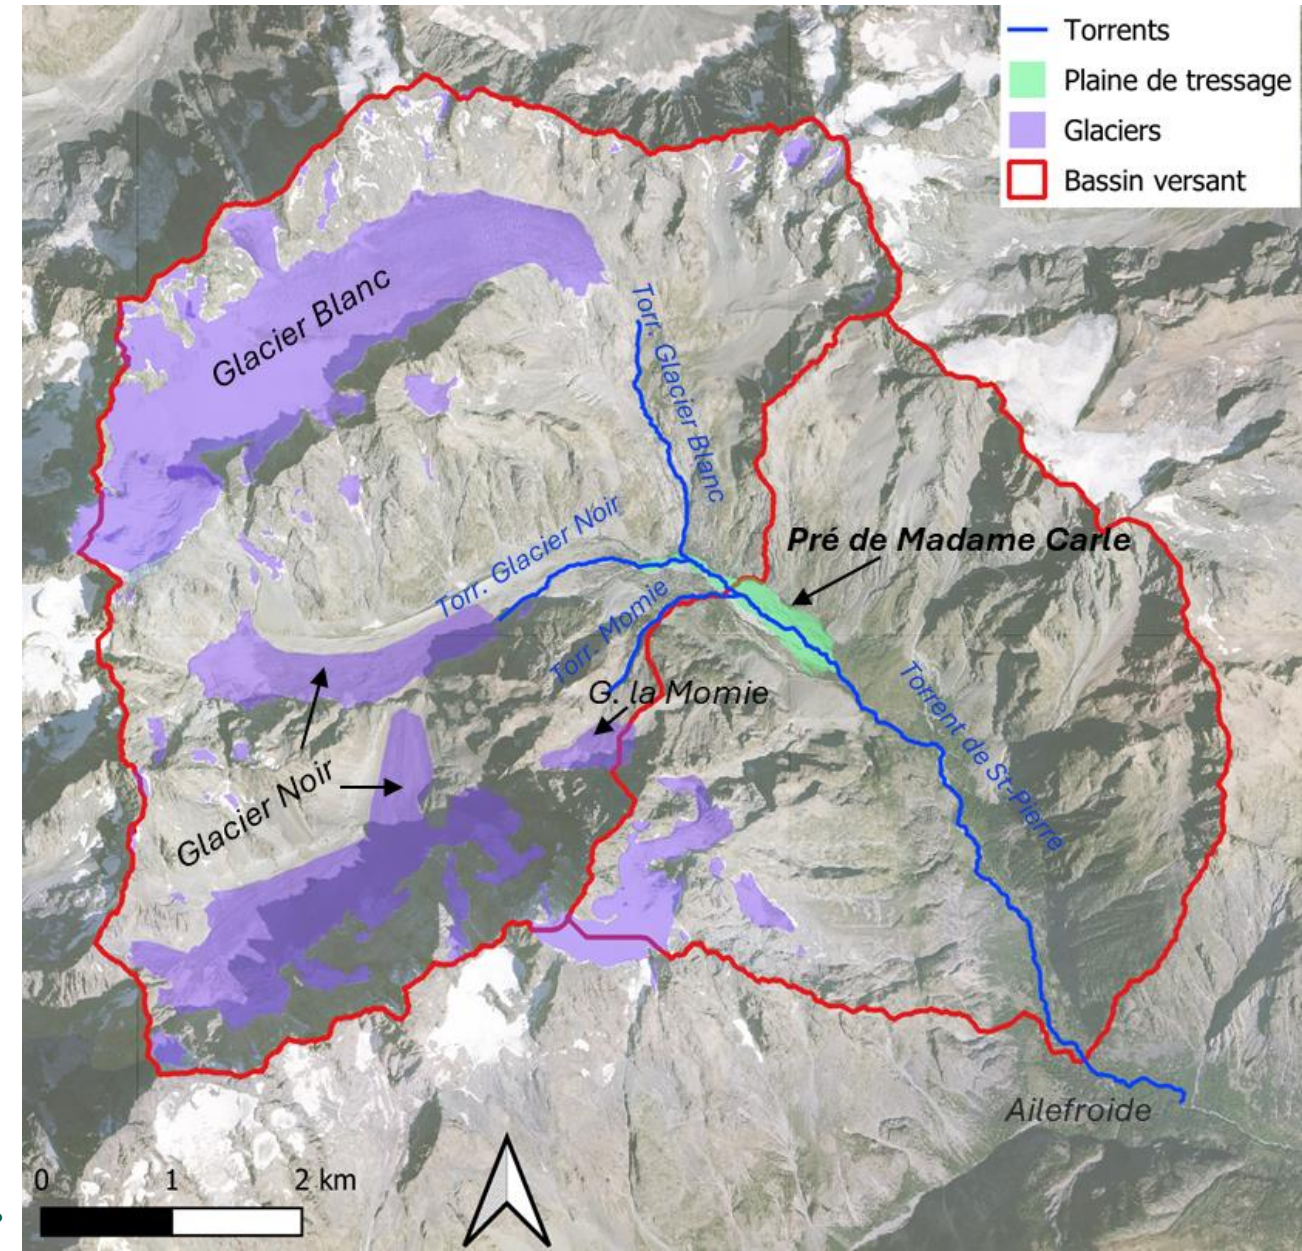 Torrents
Plaine de tressage
Glaciers
Bassin versant
Glacier Blanc
Torr. Glacier Blanc
Torr. Glacier Noir
Pré de Madame Carle
Torr. Momie
G. la Momie
Torrent de St-Pierre
Glacier Noir
Ailefroide
0 1 2 km